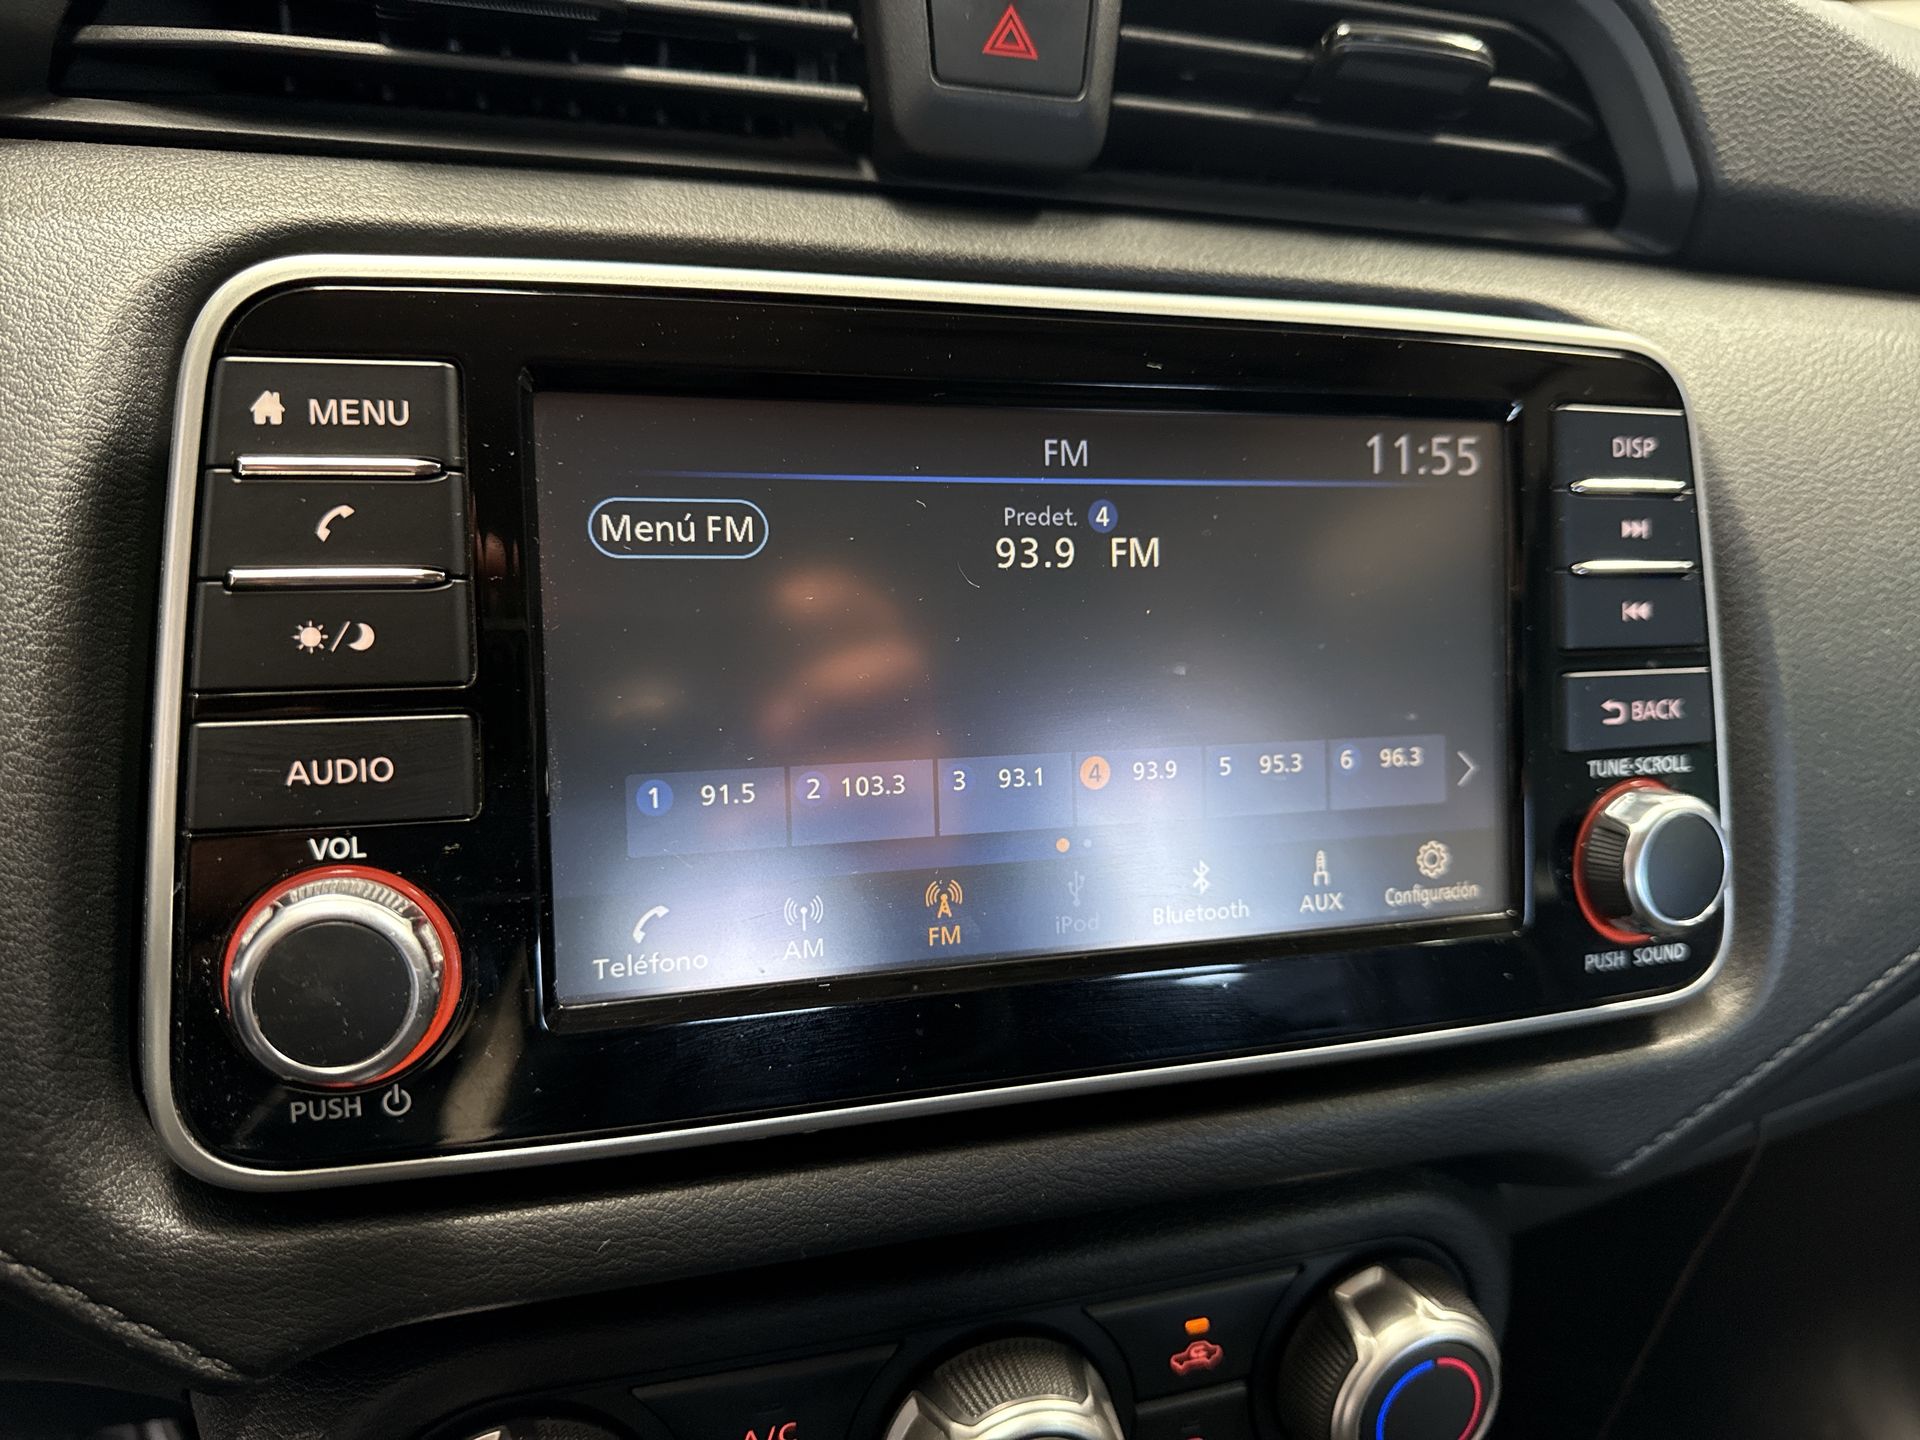 MENU
AUDIO
VOL
PUSH
FM
11:55
Menú FM
Predet. 4
93.9 FM
1 91.5
2 103.3
3 93.1
4 93.9
5 95.3
6 96.3
Teléfono
AM
FM
iPod
Bluetooth
AUX
Configuración
DISP
BACK
TUNE·SCROLL
PUSH SOUND
A/C